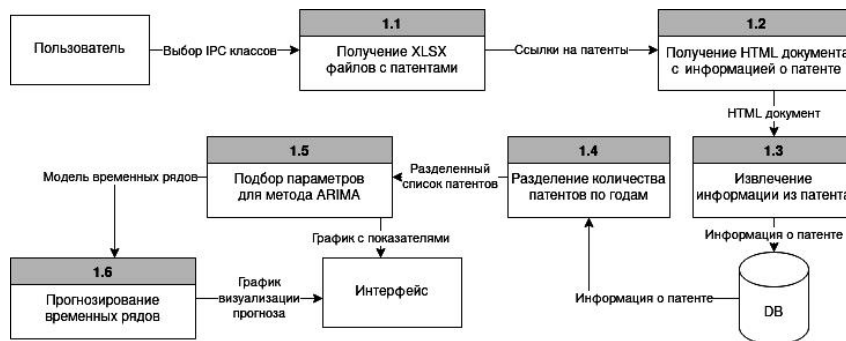 Пользователь
Выбор IPC классов
1.1
Получение XLSX
файлов с патентами
Ссылки на патенты
1.2
Получение HTML документа
с информацией о патенте
HTML документ
1.3
Извлечение
информации из патента
Информация о патенте
DB
Информация о патенте
1.4
Разделение количества
патентов по годам
Разделенный
список патентов
1.5
Подбор параметров
для метода ARIMA
График с показателями
Модель временных рядов
1.6
Прогнозирование
временных рядов
График
визуализации
прогноза
Интерфейс